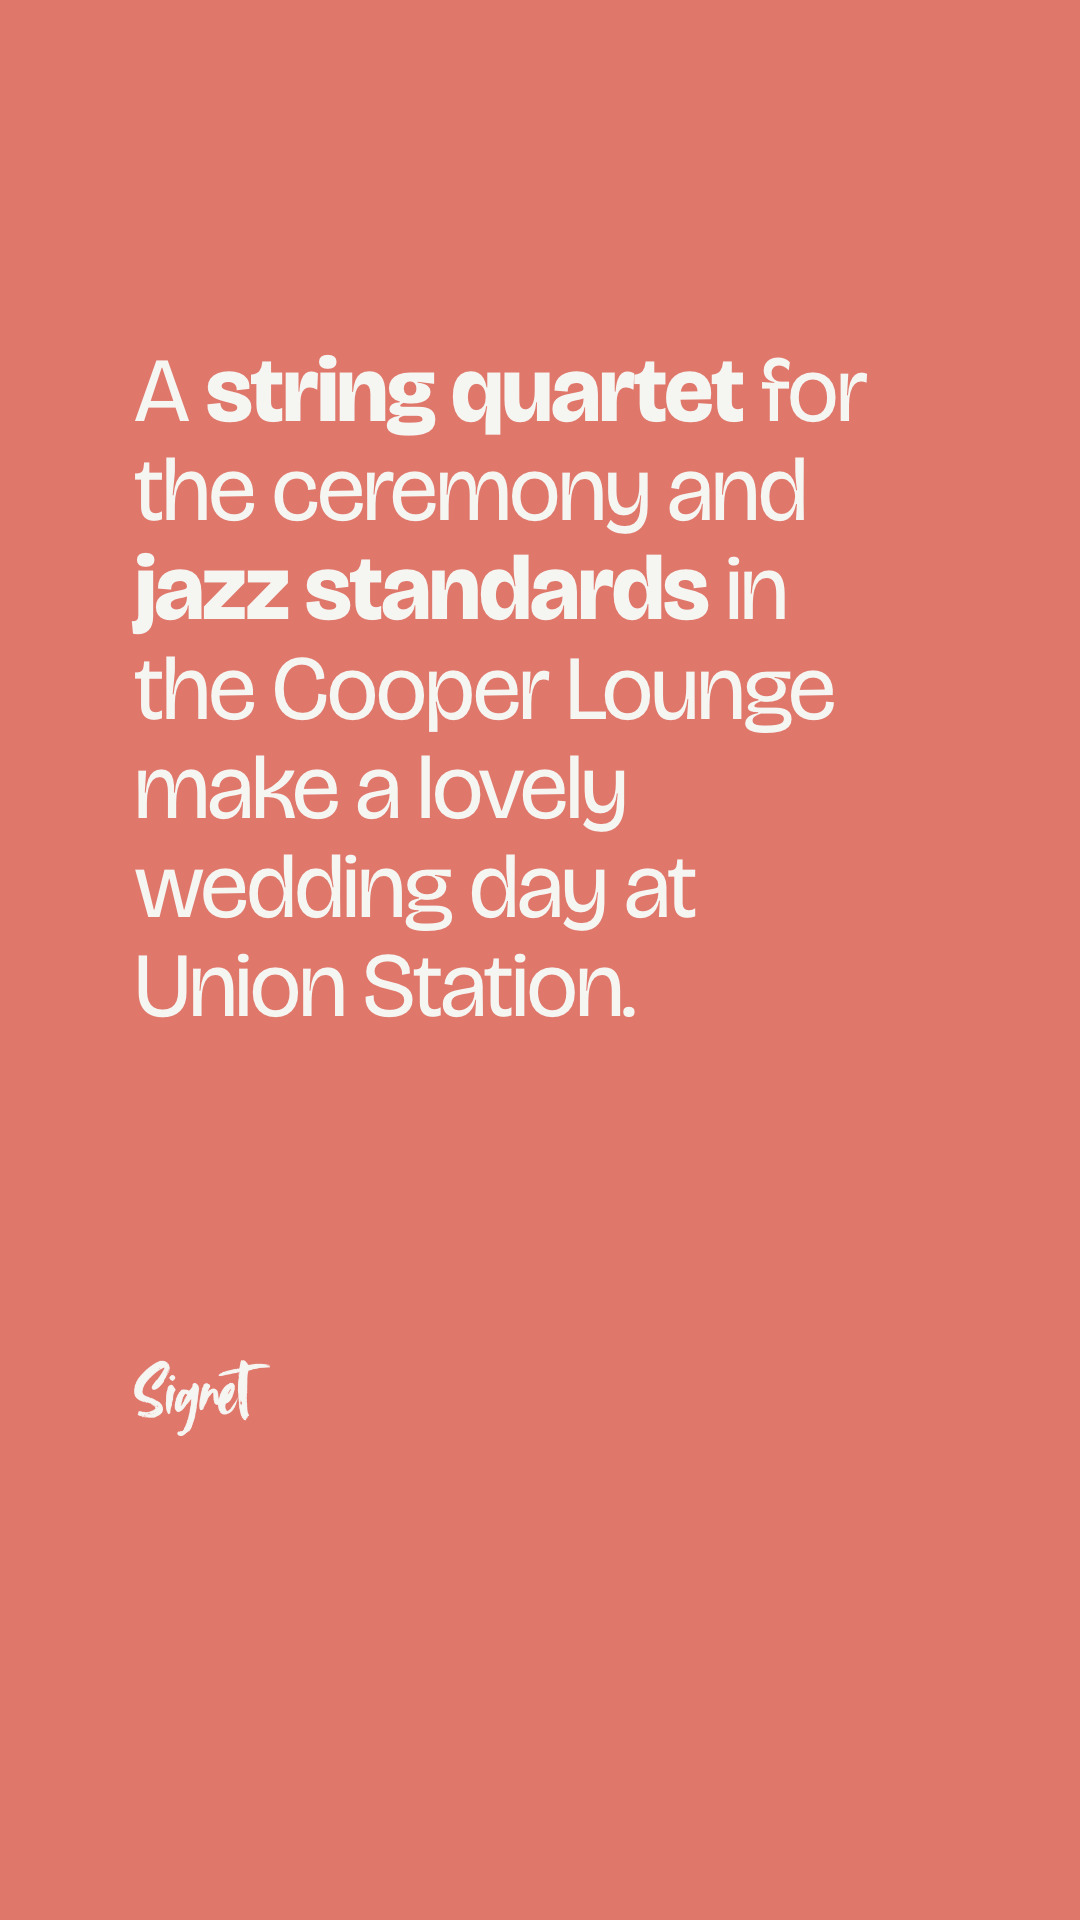 A string quartet for
the ceremony and
jazz standards in
the Cooper Lounge
make a lovely
wedding day at
Union Station.
Signet